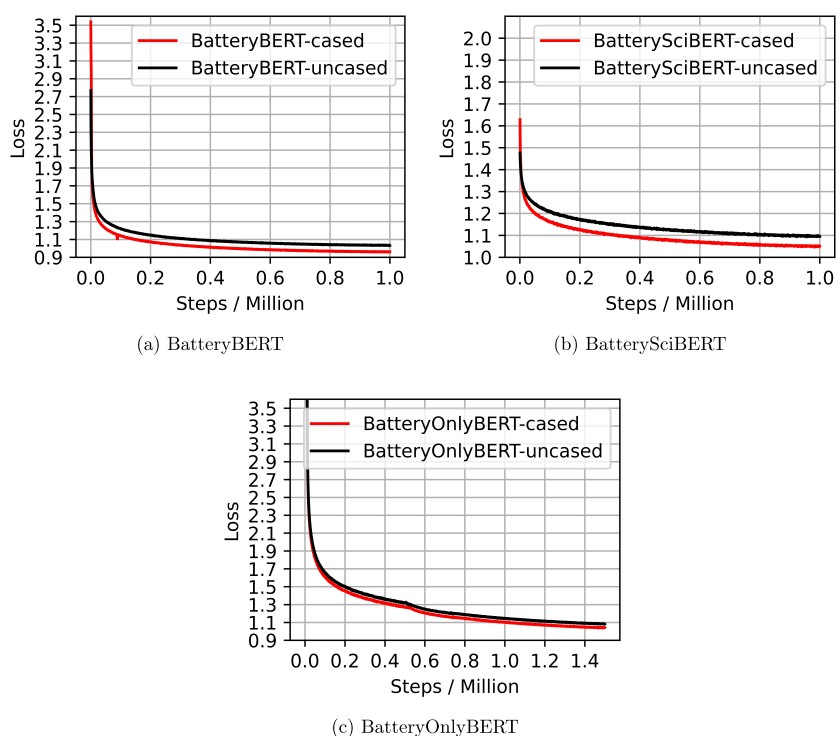 3.5
3.3
3.1
2.9
2.7
2.5
2.3
2.1
1.9
1.7
1.5
1.3
1.1
0.9
Loss
BatteryBERT-cased
BatteryBERT-uncased
0.0 0.2 0.4 0.6 0.8 1.0
Steps / Million
(a) BatteryBERT
2.0
1.9
1.8
1.7
1.6
1.5
1.4
1.3
1.2
1.1
1.0
Loss
BatterySciBERT-cased
BatterySciBERT-uncased
0.0 0.2 0.4 0.6 0.8 1.0
Steps / Million
(b) BatterySciBERT
3.5
3.3
3.1
2.9
2.7
2.5
2.3
2.1
1.9
1.7
1.5
1.3
1.1
0.9
Loss
BatteryOnlyBERT-cased
BatteryOnlyBERT-uncased
0.0 0.2 0.4 0.6 0.8 1.0 1.2 1.4
Steps / Million
(c) BatteryOnlyBERT